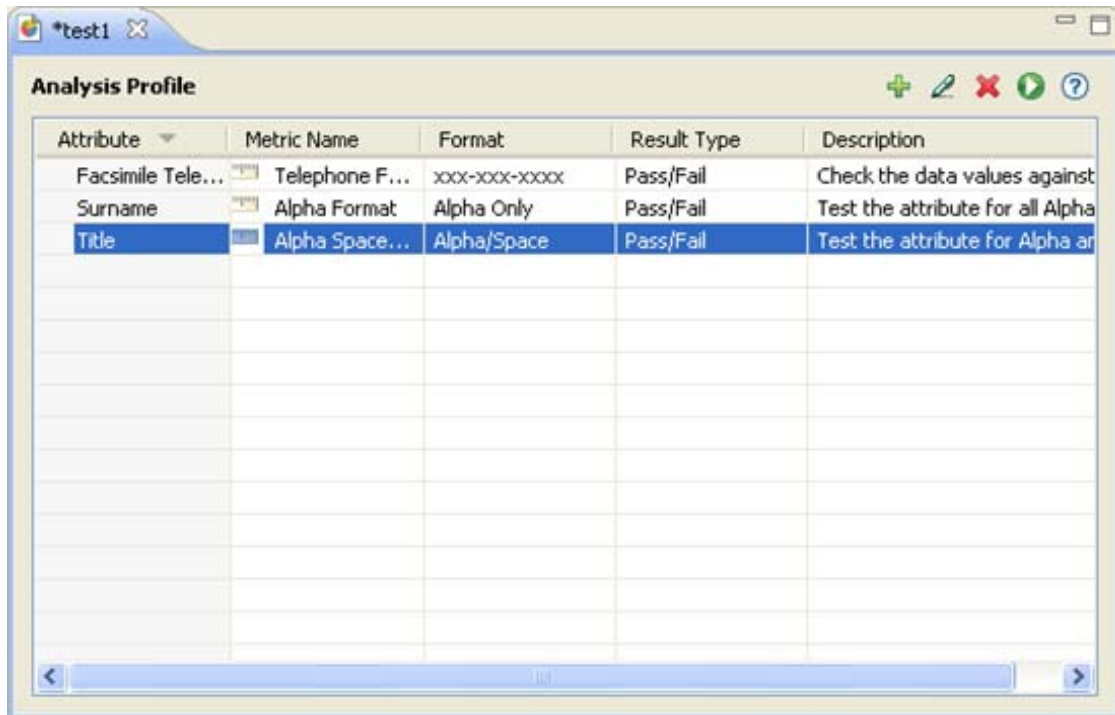 *test1
Analysis Profile
Attribute Metric Name Format Result Type Description
Facsimile Tele... Telephone F... xxx-xxx-xxxx Pass/Fail Check the data values against
Surname Alpha Format Alpha Only Pass/Fail Test the attribute for all Alpha
Title Alpha Space... Alpha/Space Pass/Fail Test the attribute for Alpha ar